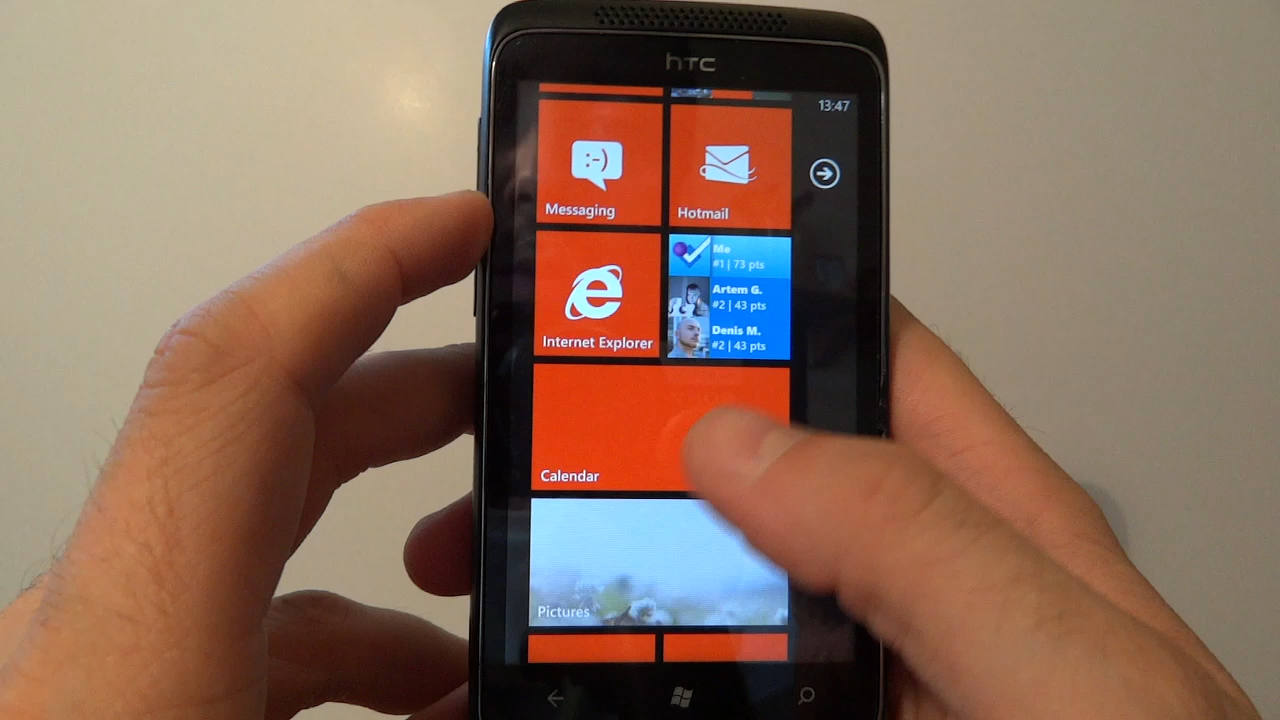 hTC
13:47
:-)
Messaging
Hotmail
Internet Explorer
Me
#1 | 73 pts
Artem G.
#2 | 43 pts
Denis M.
#2 | 43 pts
Calendar
Pictures